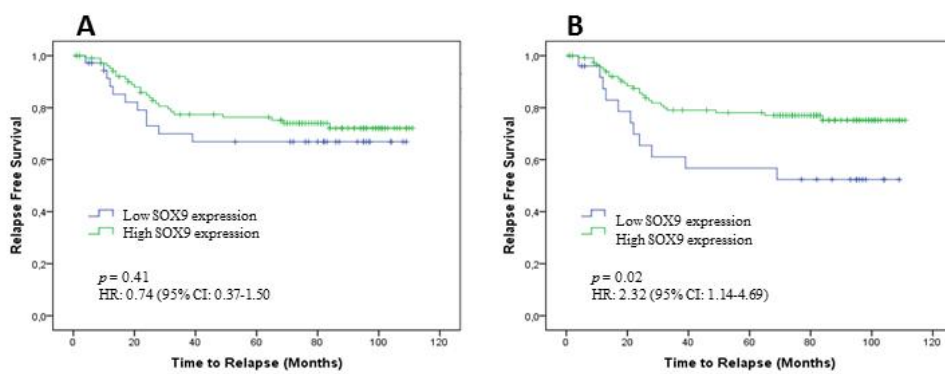 A
Relapse Free Survival
1,0
0,8
0,6
0,4
0,2
0,0
Low SOX9 expression
High SOX9 expression
p = 0.41
HR: 0.74 (95% CI: 0.37-1.50
0 20 40 60 80 100 120
Time to Relapse (Months)
B
Relapse Free Survival
1,0
0,8
0,6
0,4
0,2
0,0
Low SOX9 expression
High SOX9 expression
p = 0.02
HR: 2.32 (95% CI: 1.14-4.69)
0 20 40 60 80 100 120
Time to Relapse (Months)